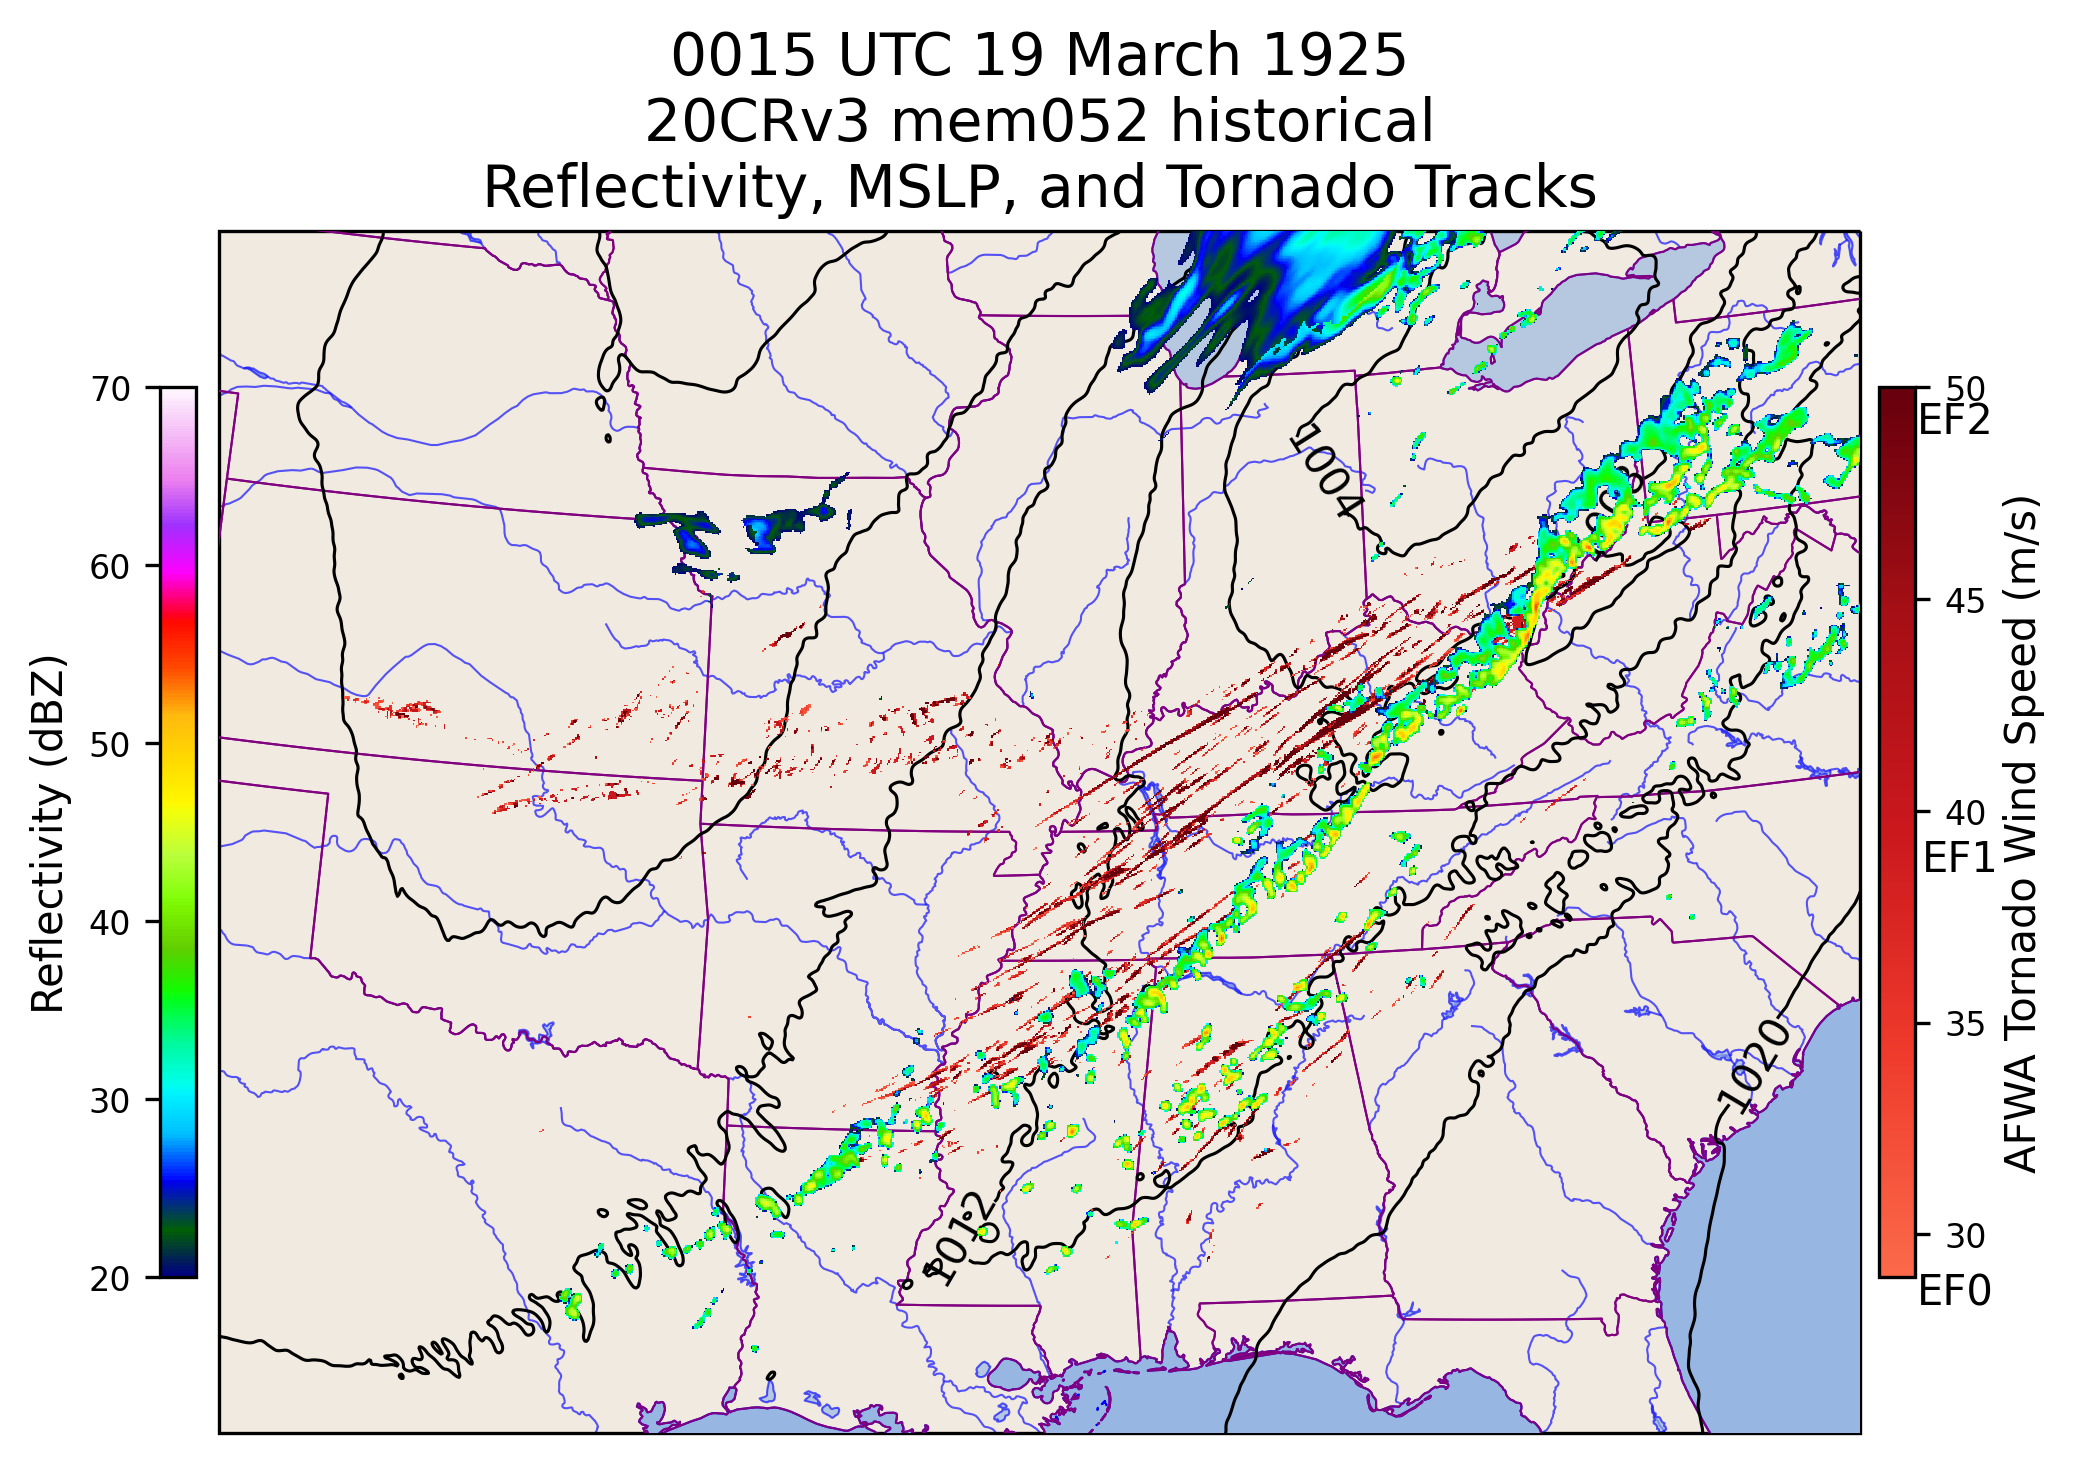 0015 UTC 19 March 1925
20CRv3 mem052 historical
Reflectivity, MSLP, and Tornado Tracks
Reflectivity (dBZ)
70
60
50
40
30
20
1004
1012
1020
50
EF2
45
40
EF1
35
30
EF0
AFWA Tornado Wind Speed (m/s)